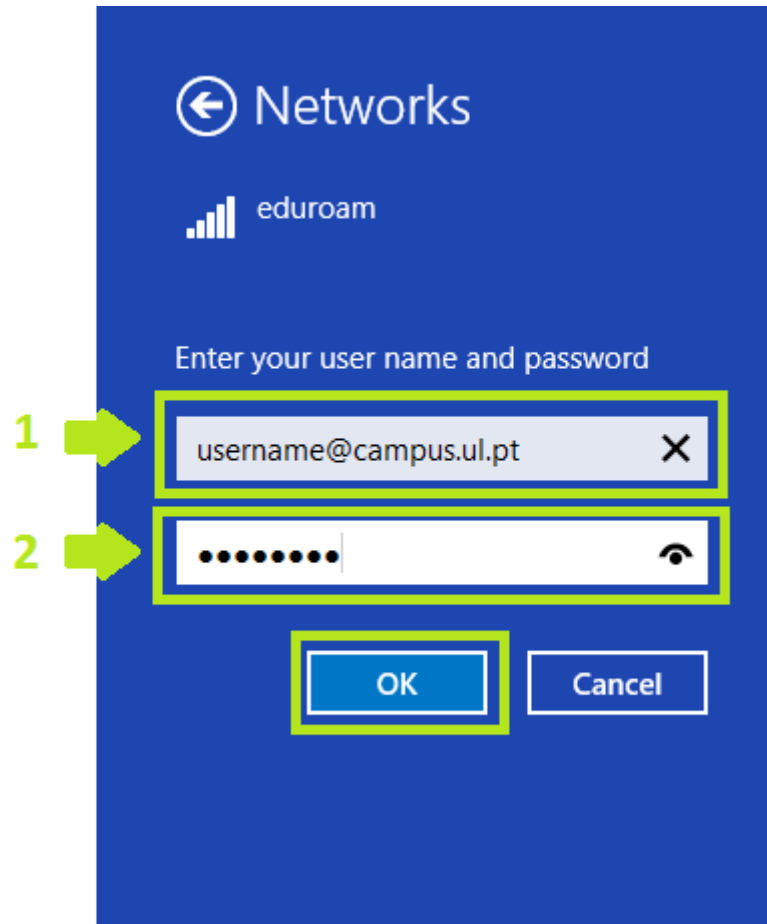 Networks
eduroam
Enter your user name and password
1
username@campus.ul.pt
2
••••••••
OK
Cancel